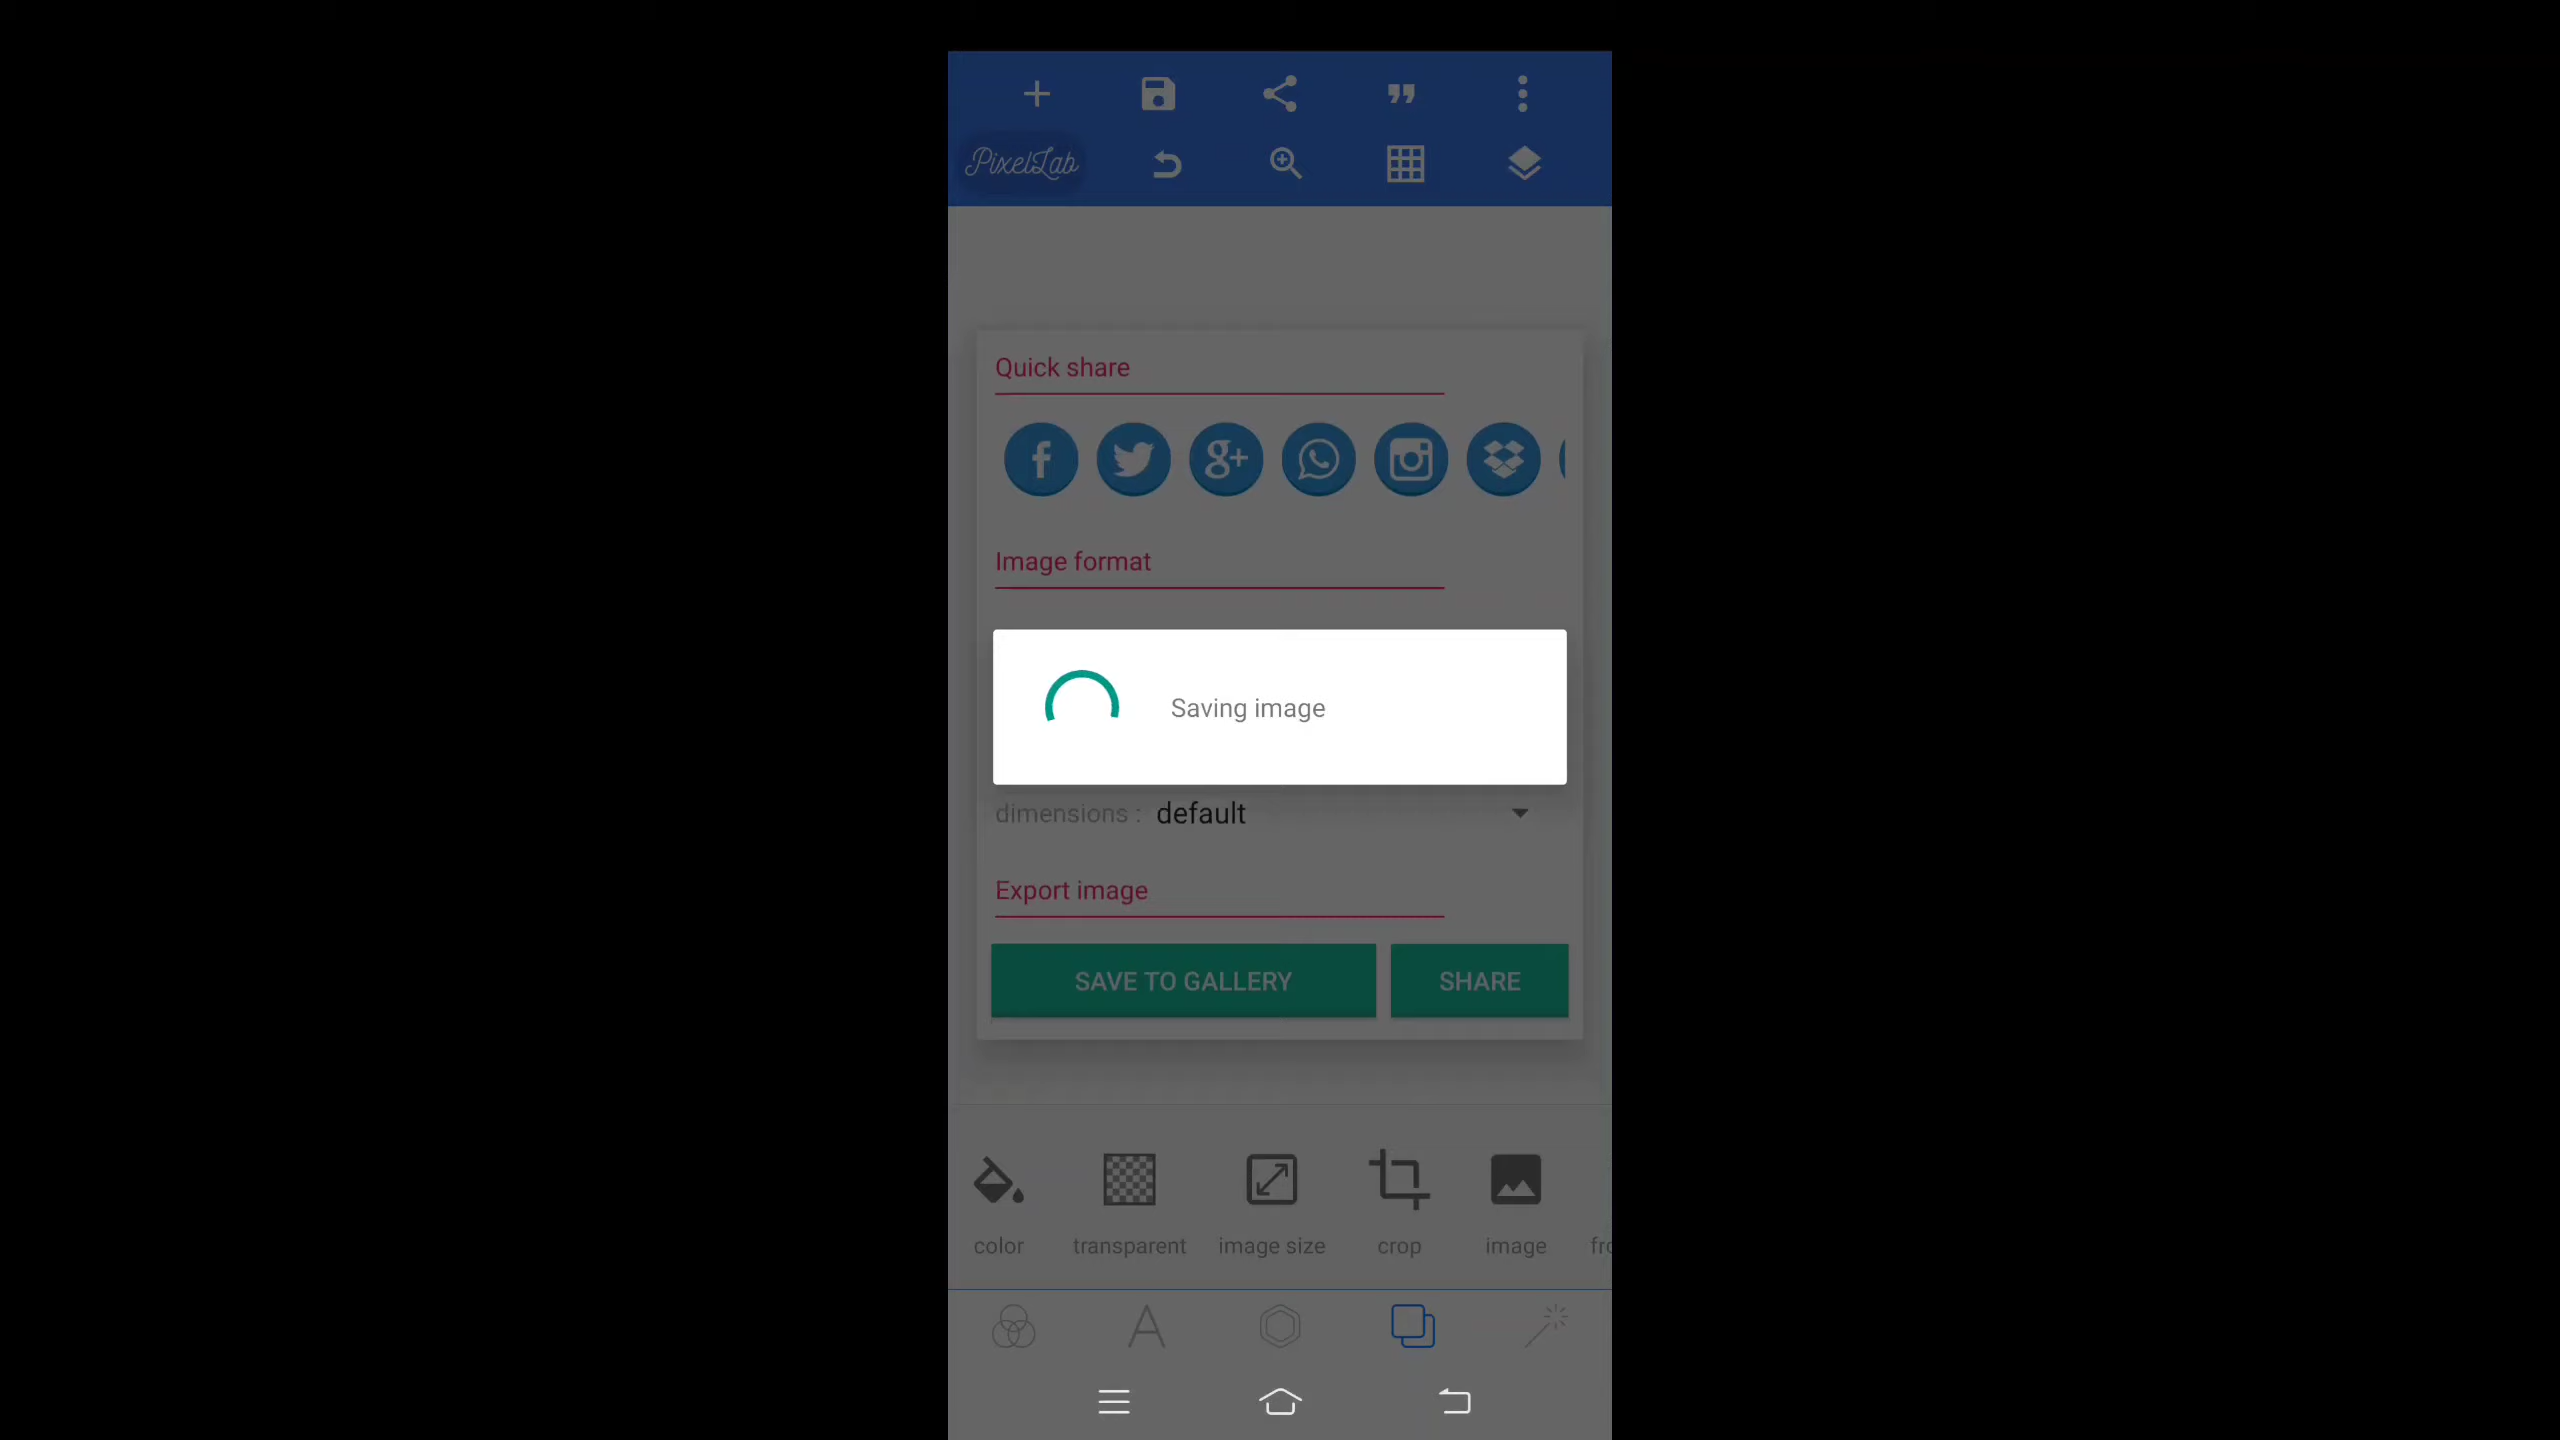 PixelLab
Quick share
Image format
Saving image
dimensions : default
Export image
SAVE TO GALLERY SHARE
color transparent image size crop image